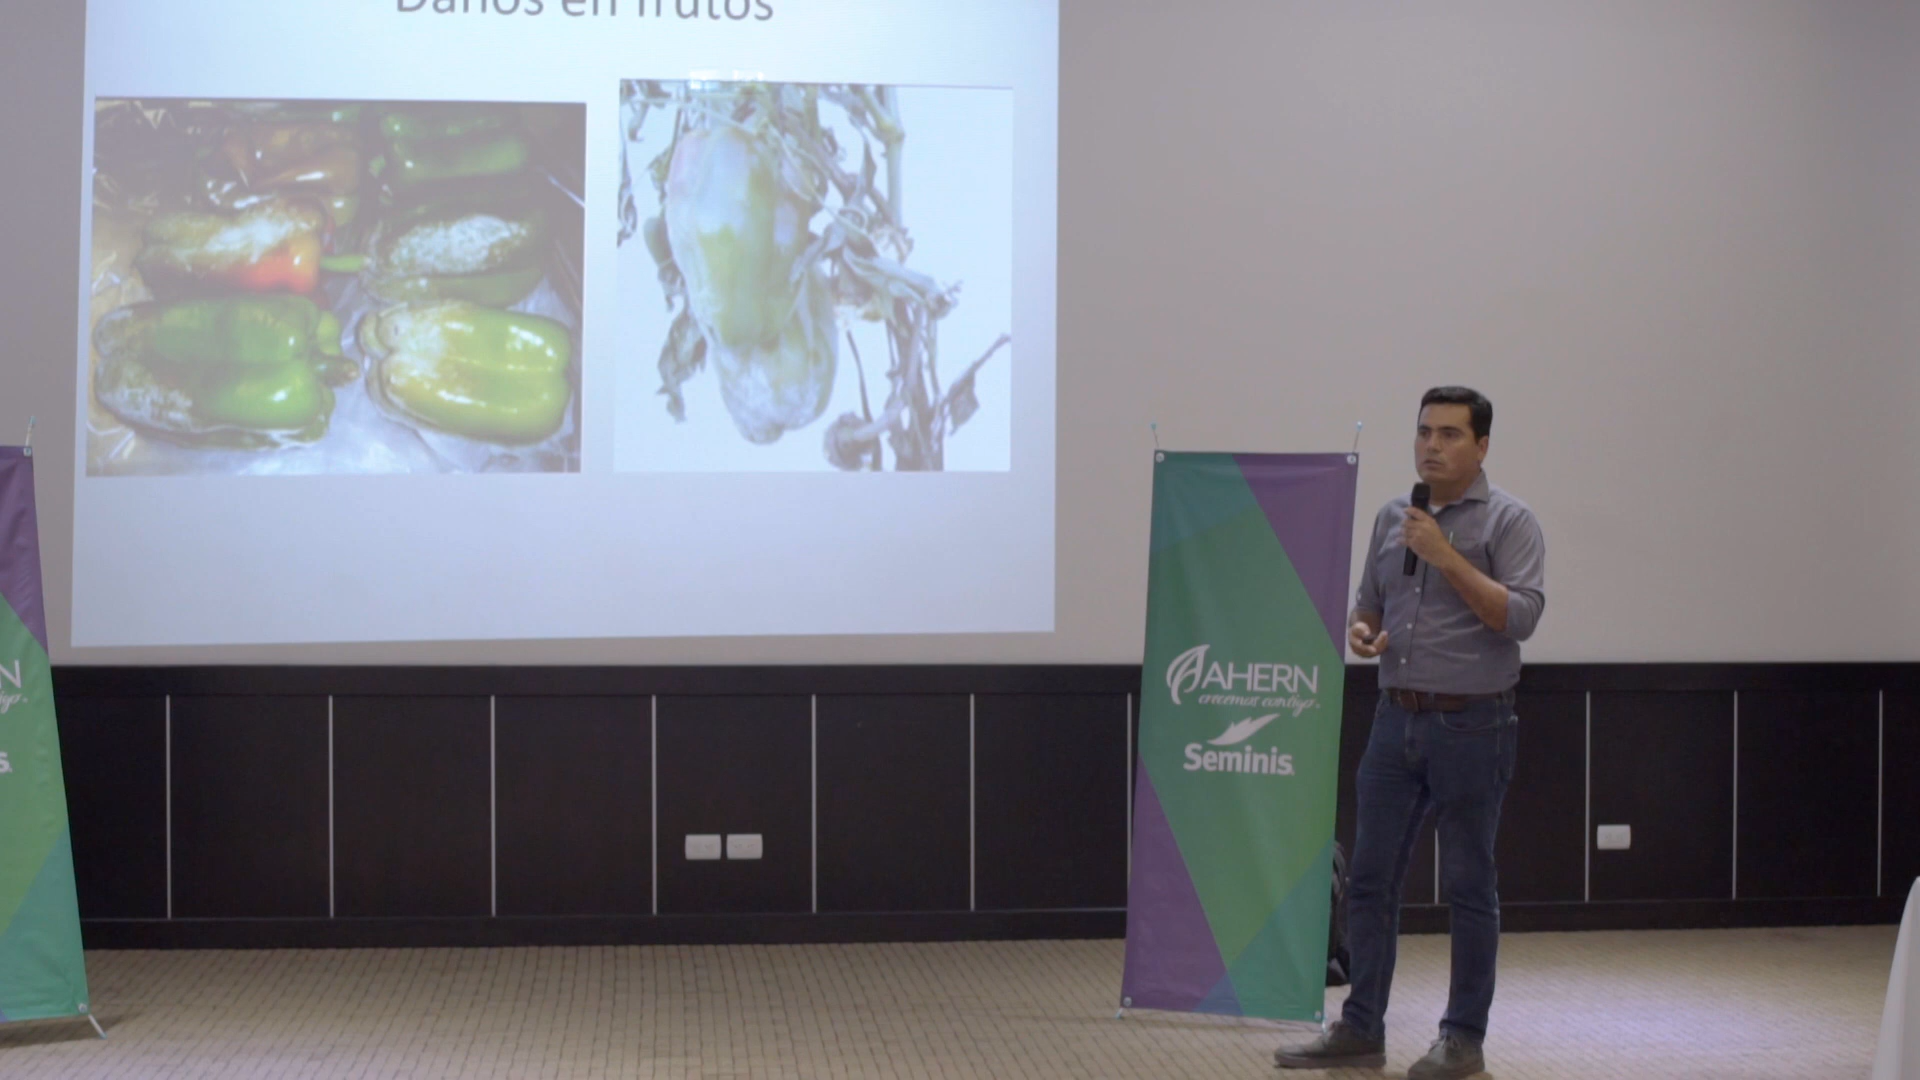 Daños en frutos
AHERN
crecemos contigo
Seminis
N
s